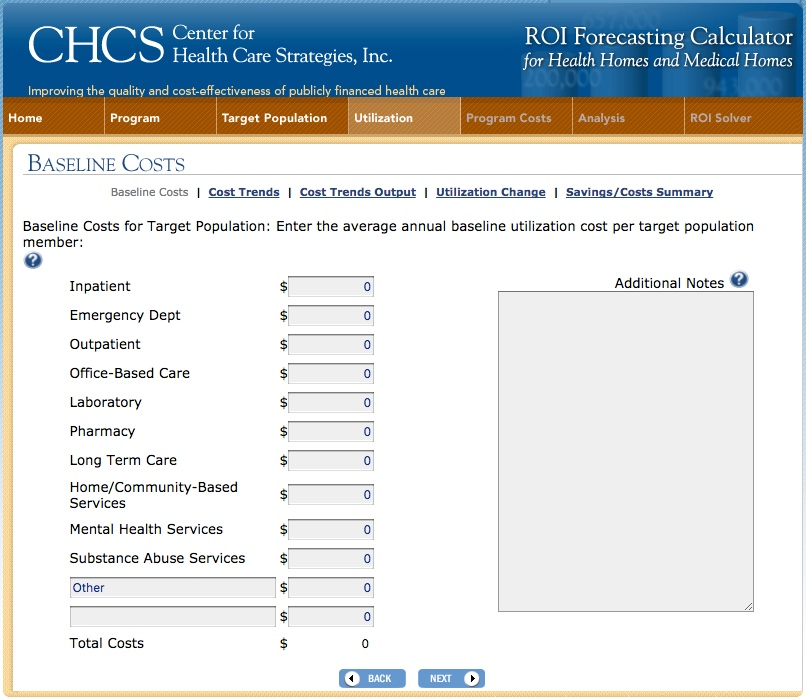 CHCS Center for
Health Care Strategies, Inc.
ROI Forecasting Calculator
for Health Homes and Medical Homes
200,000
Improving the quality and cost-effectiveness of publicly financed health care
Home Program Target Population Utilization Program Costs Analysis ROI Solver
BASELINE COSTS
Baseline Costs | Cost Trends | Cost Trends Output | Utilization Change | Savings/Costs Summary
Baseline Costs for Target Population: Enter the average annual baseline utilization cost per target population
member:
?
Additional Notes ?
Inpatient $ 0
Emergency Dept $ 0
Outpatient $ 0
Office-Based Care $ 0
Laboratory $ 0
Pharmacy $ 0
Long Term Care $ 0
Home/Community-Based
Services $ 0
Mental Health Services $ 0
Substance Abuse Services $ 0
Other $ 0
$ 0
Total Costs $ 0
BACK NEXT